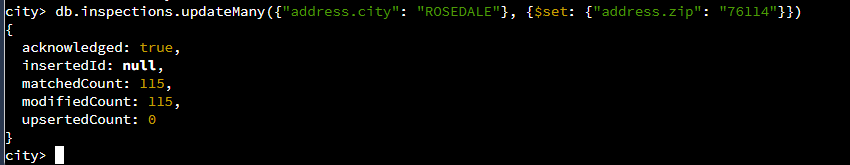 city> db.inspections.updateMany({"address.city": "ROSEDALE"}, {$set: {"address.zip": "76114"}})
{
  acknowledged: true,
  insertedId: null,
  matchedCount: 115,
  modifiedCount: 115,
  upsertedCount: 0
}
city>